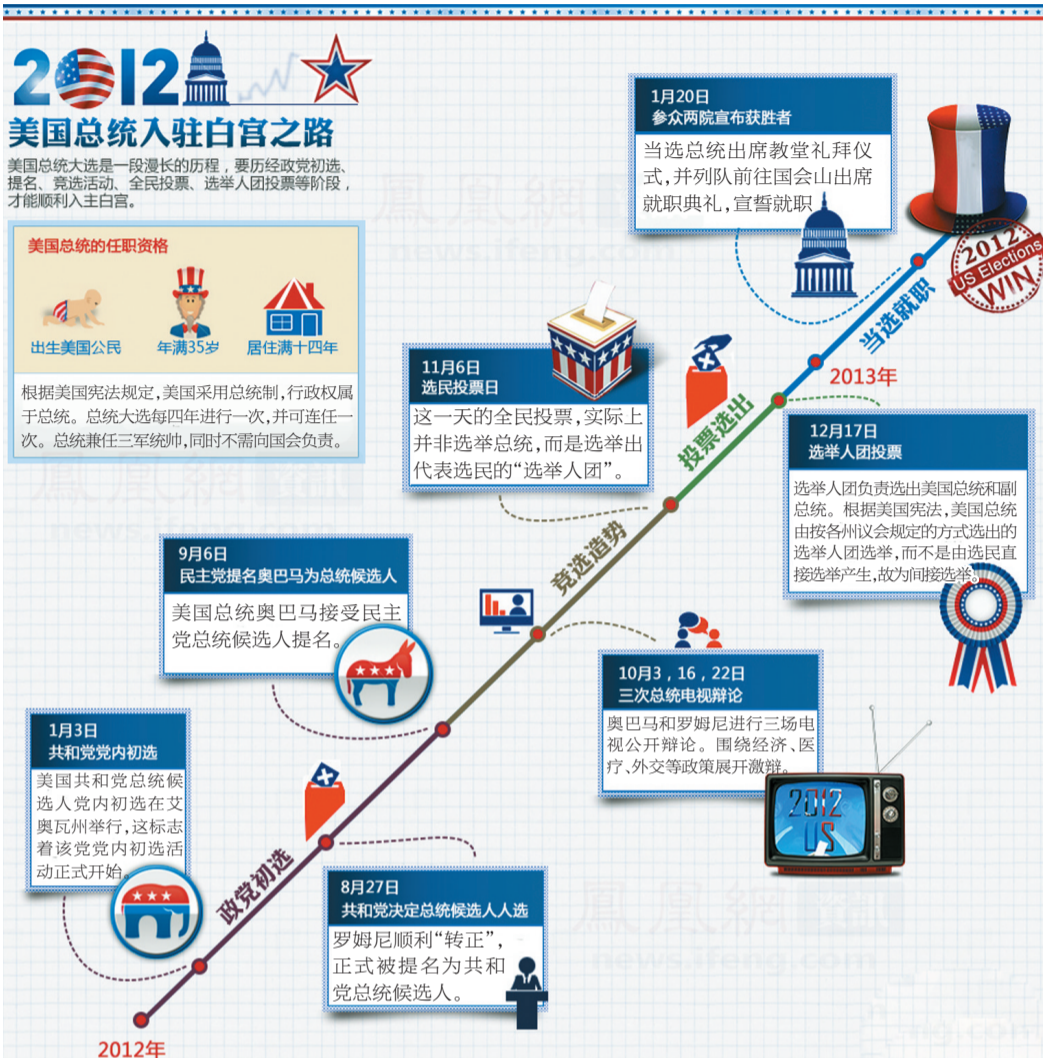 2012
美国总统入驻白宫之路
美国总统大选是一段漫长的历程，要历经政党初选、
提名、竞选活动、全民投票、选举人团投票等阶段，
才能顺利入主白宫。
美国总统的任职资格
出生美国公民
年满35岁
居住满十四年
根据美国宪法规定，美国采用总统制，行政权属
于总统。总统大选每四年进行一次，并可连任一
次。总统兼任三军统帅，同时不需向国会负责。
1月20日
参众两院宣布获胜者
当选总统出席教堂礼拜仪
式，并列队前往国会山出席
就职典礼，宣誓就职
2012
US Elections
WIN
当选就职
2013年
11月6日
选民投票日
这一天的全民投票，实际上
并非选举总统，而是选举出
代表选民的“选举人团”。
投票选出
12月17日
选举人团投票
选举人团负责选出美国总统和副
总统。根据美国宪法，美国总统
由按各州议会规定的方式选出的
选举人团选举，而不是由选民直
接选举产生，故为间接选举。
竞选造势
9月6日
民主党提名奥巴马为总统候选人
美国总统奥巴马接受民主
党总统候选人提名。
10月3，16，22日
三次总统电视辩论
奥巴马和罗姆尼进行三场电
视公开辩论。围绕经济、医
疗、外交等政策展开激辩。
2012
US
1月3日
共和党党内初选
美国共和党总统候
选人党内初选在艾
奥瓦州举行，这标志
着该党党内初选活
动正式开始。
政党初选
8月27日
共和党决定总统候选人人选
罗姆尼顺利“转正”，
正式被提名为共和
党总统候选人。
2012年